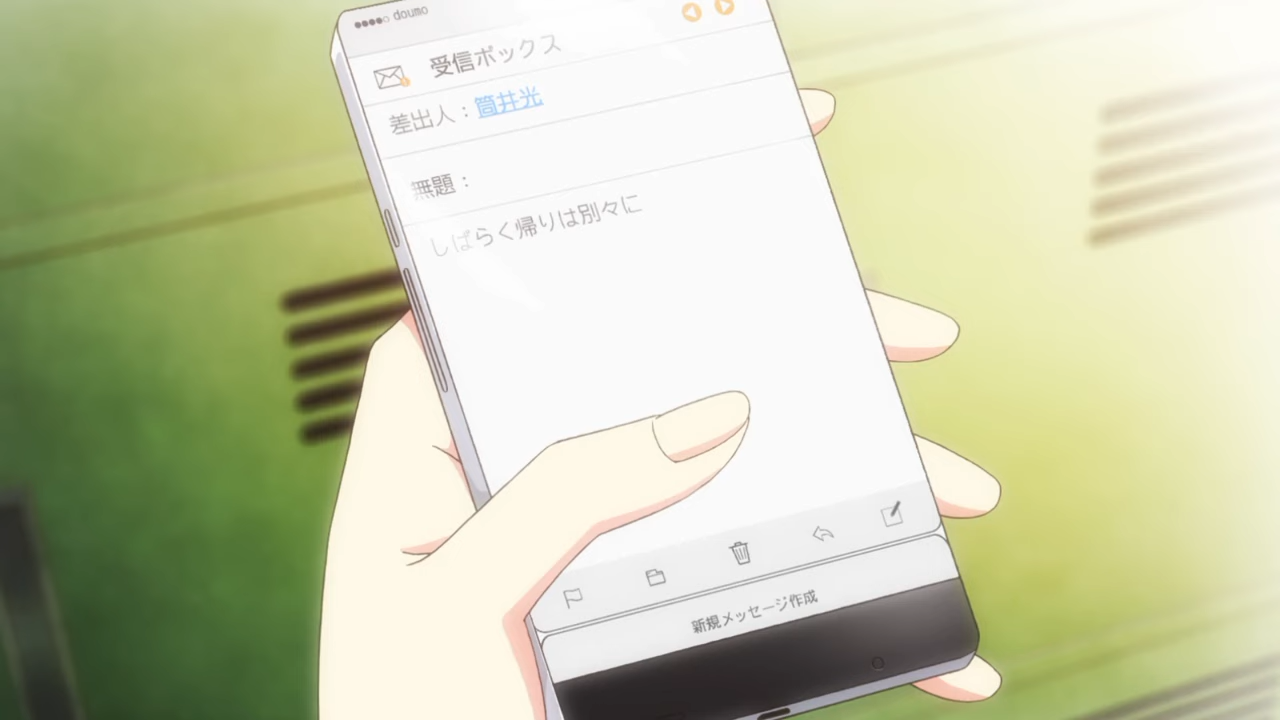 doumo
受信ボックス
差出人：筒井光
無題：
しばらく帰りは別々に
新規メッセージ作成